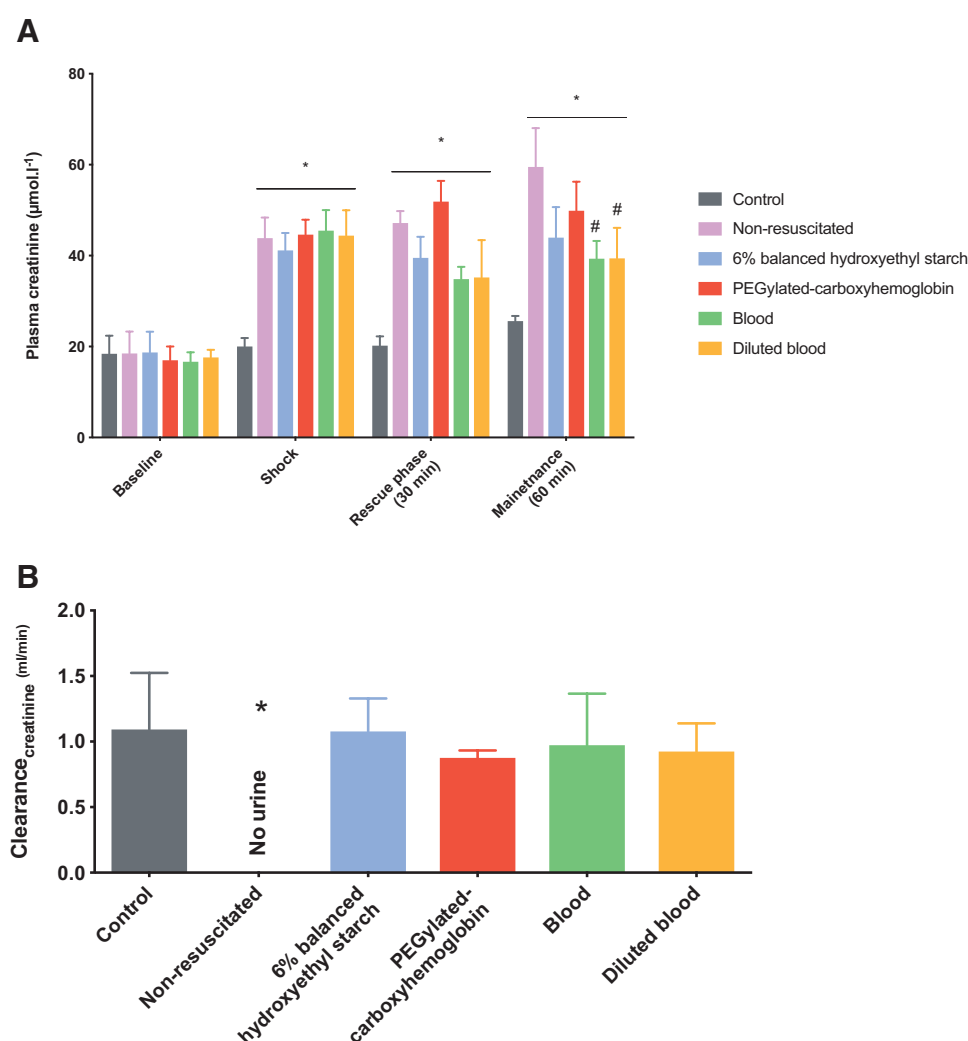 A
Plasma creatinine (µmol.l-1)
80
60
40
20
0
*
*
*
#
#
Baseline
Shock
Rescue phase
(30 min)
Mainetnance
(60 min)
Control
Non-resuscitated
6% balanced hydroxyethyl starch
PEGylated-carboxyhemoglobin
Blood
Diluted blood
B
Clearancecreatinine (ml/min)
2.0
1.5
1.0
0.5
0.0
*
No urine
Control
Non-resuscitated
6% balanced
hydroxyethyl starch
PEGylated-
carboxyhemoglobin
Blood
Diluted blood